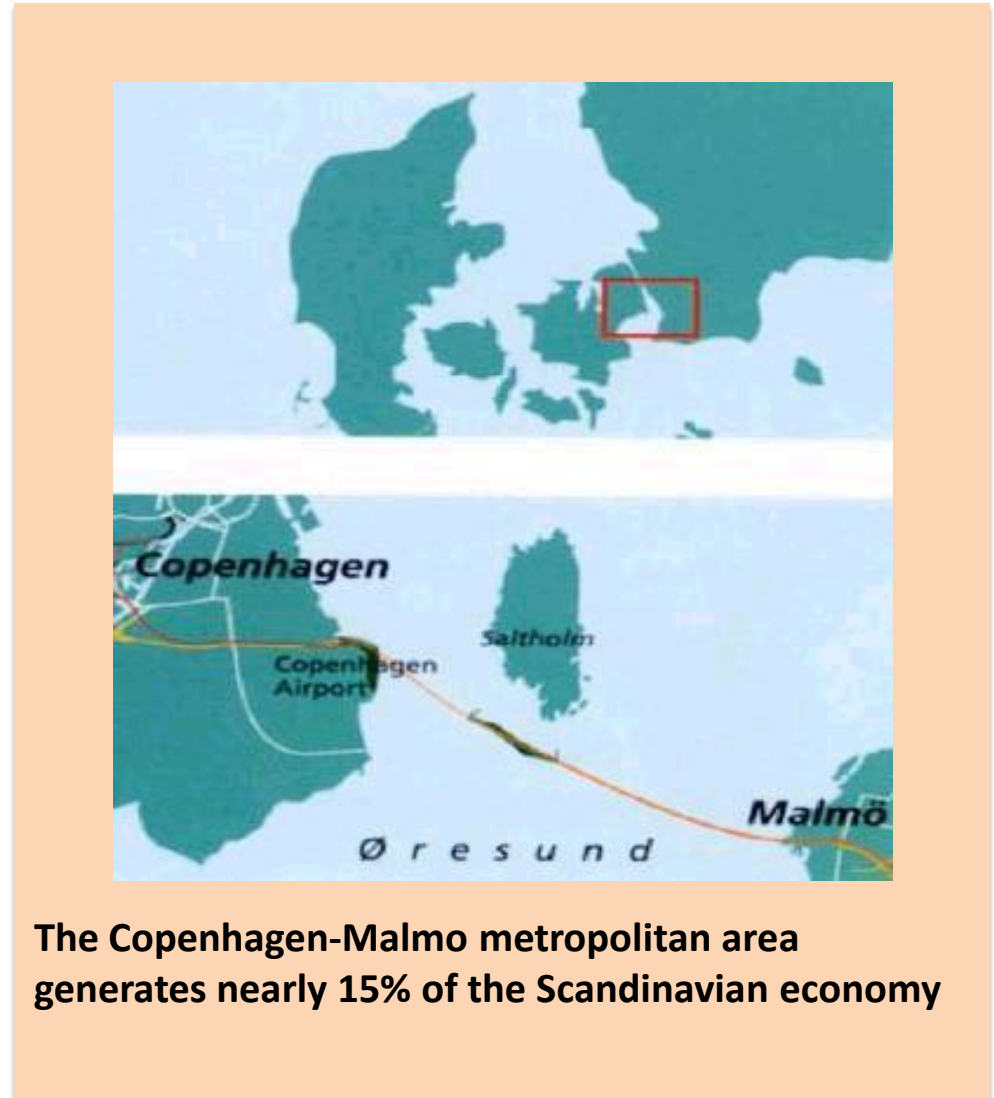 Copenhagen
Saltholm
Copenhagen
Airport
Malmö
Øresund
The Copenhagen-Malmo metropolitan area
generates nearly 15% of the Scandinavian economy